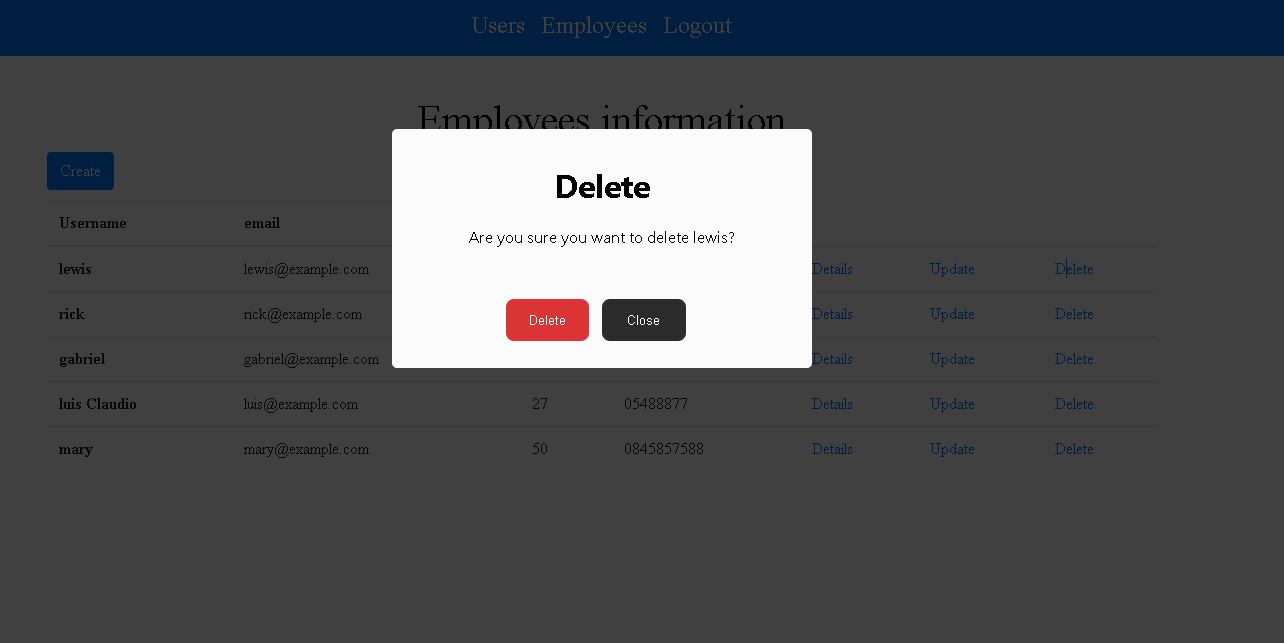 Users Employees Logout
Employees information
Create
Delete
Are you sure you want to delete lewis?
Delete Close
Username email
lewis lewis@example.com Details Update Delete
rick rick@example.com Details Update Delete
gabriel gabriel@example.com Details Update Delete
luis Claudio luis@example.com 27 05488877 Details Update Delete
mary mary@example.com 50 0845857588 Details Update Delete